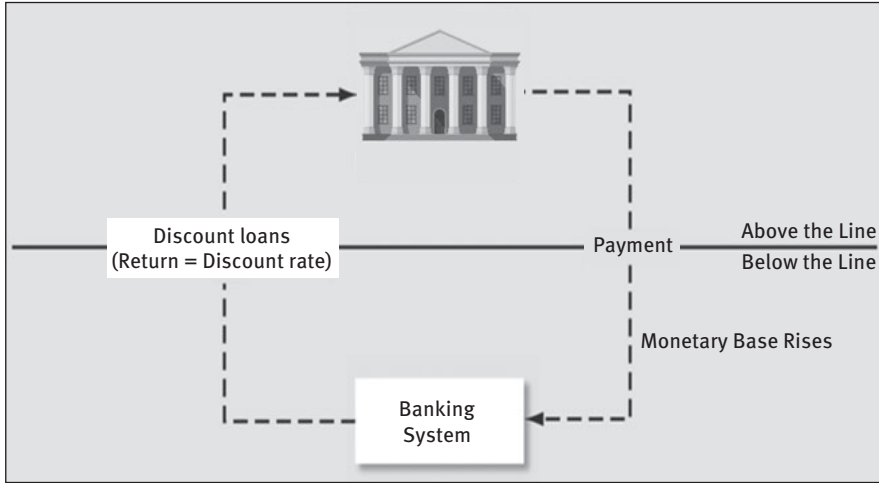 Discount loans
(Return = Discount rate)
Payment
Above the Line
Below the Line
Monetary Base Rises
Banking
System